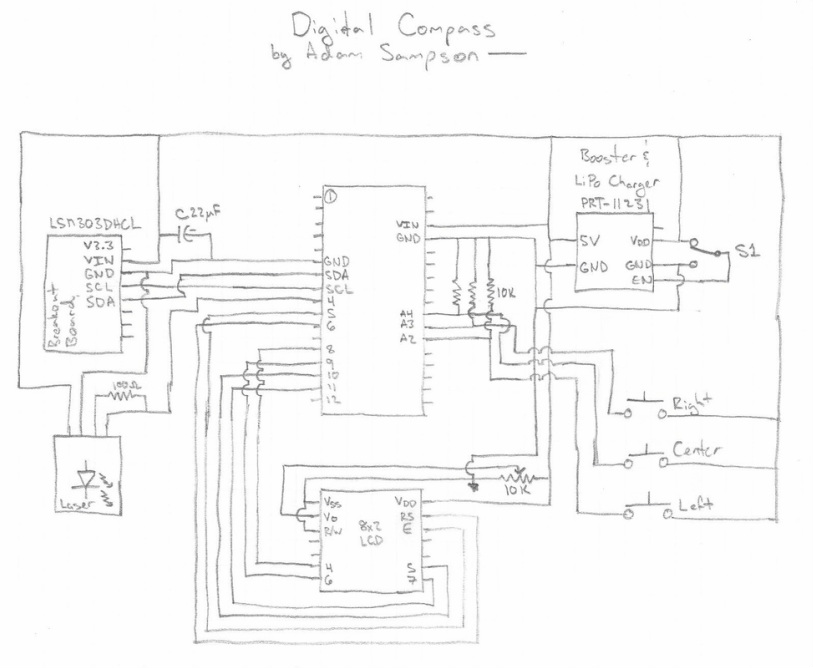 Digital Compass
by Adam Sampson
Booster &
LiPo Charger
PRT-11231
5V VDD
GND GND
EN
S1
LSM303DHCL
V3.3
VIN
GND
SCL
SDA
Breakout
Board
C 22µF
1
VIN
GND
GND
SDA
SCL
4
5
6
8
9
10
11
12
A4
A3
A2
10K
100Ω
Laser
10K
Right
Center
Left
VSS VDD
VO RS
R/W E
8x2
LCD
4 5
6 7